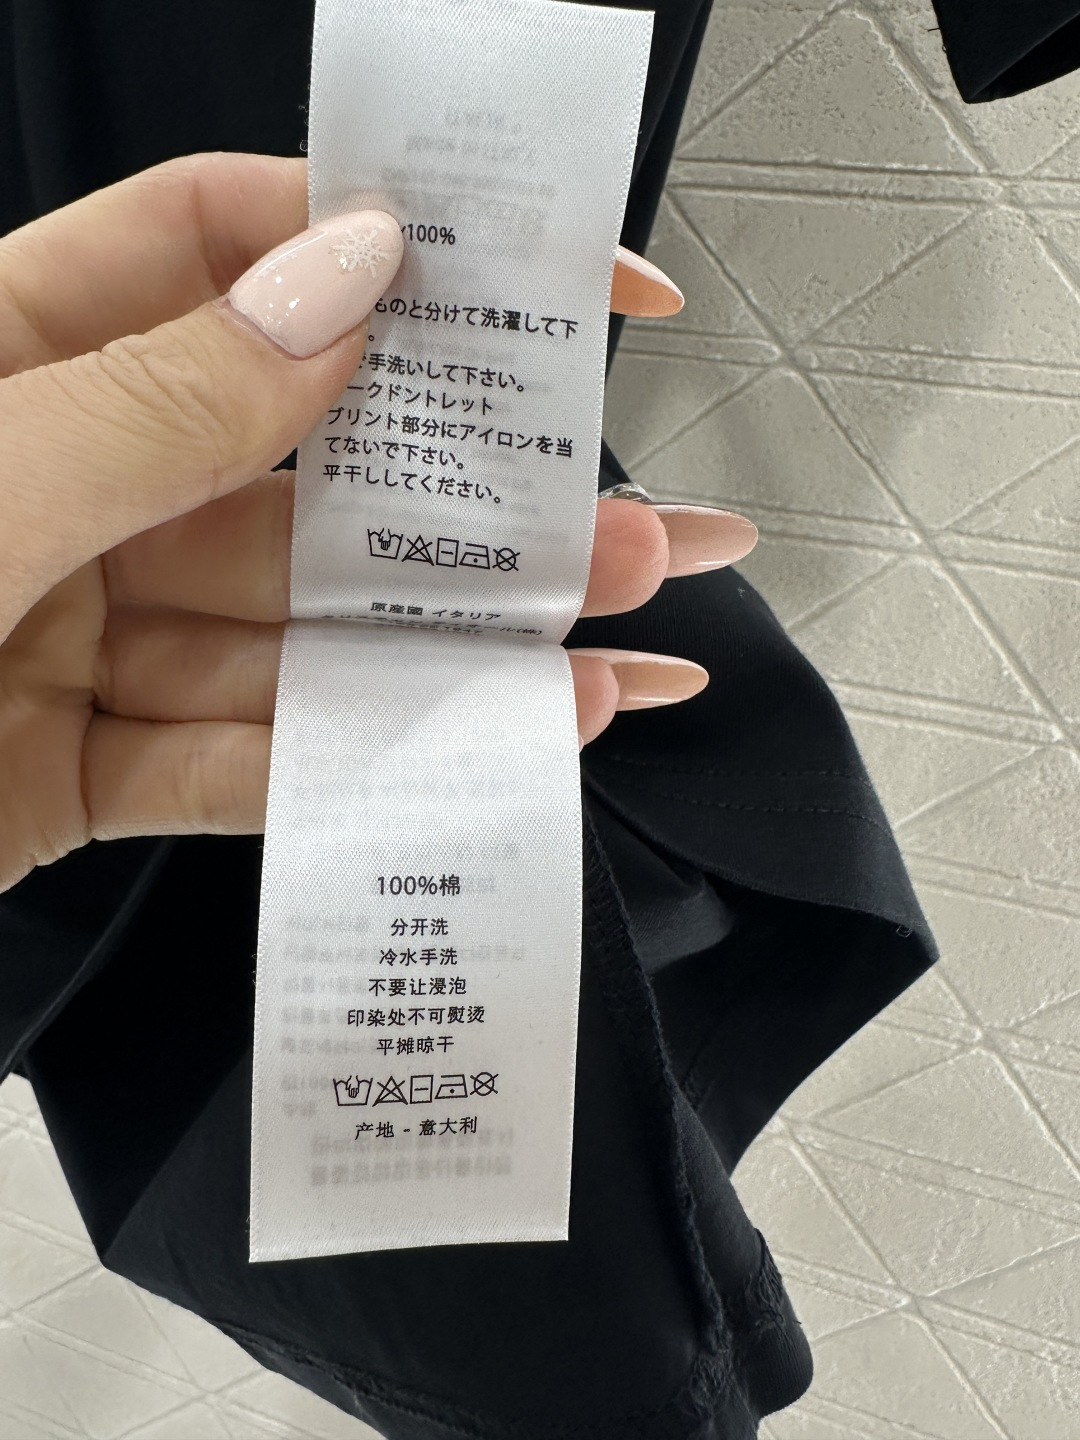 100%
ものと分けて洗濯して下
。
手洗いして下さい。
ークドントレット
プリント部分にアイロンを当
てないで下さい。
平干ししてください。
原産國 イタリア
100%棉
分开洗
冷水手洗
不要让浸泡
印染处不可熨烫
平摊晾干
产地 - 意大利